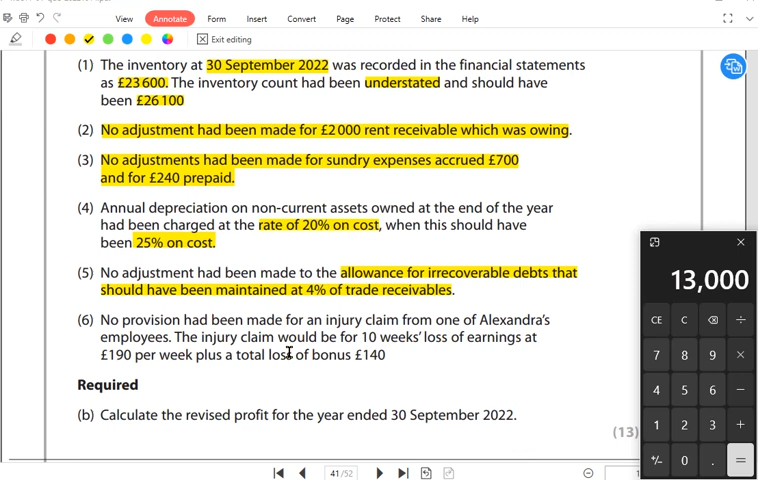 View Annotate Form Insert Convert Page Protect Share Help
Exit editing
(1) The inventory at 30 September 2022 was recorded in the financial statements
as £23 600. The inventory count had been understated and should have
been £26 100
(2) No adjustment had been made for £2 000 rent receivable which was owing.
(3) No adjustments had been made for sundry expenses accrued £700
and for £240 prepaid.
(4) Annual depreciation on non-current assets owned at the end of the year
had been charged at the rate of 20% on cost, when this should have
been 25% on cost.
(5) No adjustment had been made to the allowance for irrecoverable debts that
should have been maintained at 4% of trade receivables.
(6) No provision had been made for an injury claim from one of Alexandra's
employees. The injury claim would be for 10 weeks' loss of earnings at
£190 per week plus a total loss of bonus £140
Required
(b) Calculate the revised profit for the year ended 30 September 2022.
(13)
41/52
13,000
CE C ÷
7 8 9 ×
4 5 6 −
1 2 3 +
+/− 0 . =